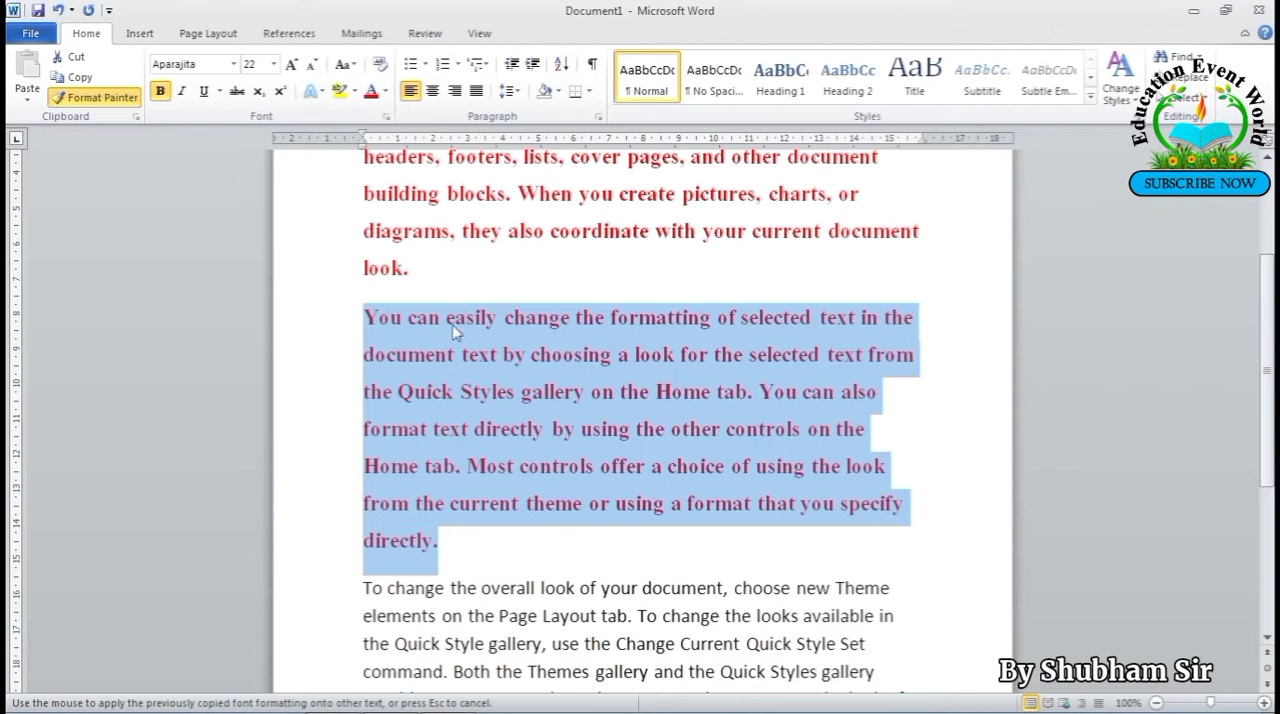 Document1 - Microsoft Word
File Home Insert Page Layout References Mailings Review View
Cut
Copy
Format Painter
Paste
Clipboard
Aparajita 22
Font
Paragraph
AaBbCcDc AaBbCcDc AaBbC AaBbCc AaB AaBbCc. AaBbCcDc
¶ Normal ¶ No Spaci... Heading 1 Heading 2 Title Subtitle Subtle Em...
Styles
Change
Styles
Find
Replace
Select
Editing
Education Event World
SUBSCRIBE NOW
headers, footers, lists, cover pages, and other document
building blocks. When you create pictures, charts, or
diagrams, they also coordinate with your current document
look.
You can easily change the formatting of selected text in the
document text by choosing a look for the selected text from
the Quick Styles gallery on the Home tab. You can also
format text directly by using the other controls on the
Home tab. Most controls offer a choice of using the look
from the current theme or using a format that you specify
directly.
To change the overall look of your document, choose new Theme
elements on the Page Layout tab. To change the looks available in
the Quick Style gallery, use the Change Current Quick Style Set
command. Both the Themes gallery and the Quick Styles gallery
By Shubham Sir
Use the mouse to apply the previously copied font formatting onto other text, or press Esc to cancel.
100%